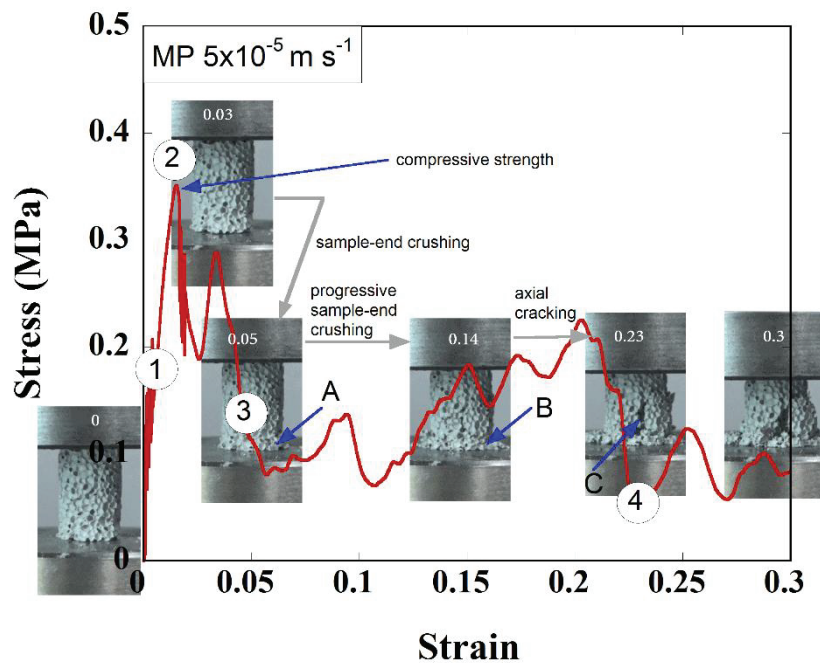 MP 5x10⁻⁵ m s⁻¹
0.5
0.4
0.3
0.2
0.1
0
Stress (MPa)
0.03
2
compressive strength
sample-end crushing
progressive
sample-end
crushing
axial
cracking
1
0
0.05
3
A
0.14
B
0.23
C
4
0.3
0
0.05
0.1
0.15
0.2
0.25
0.3
Strain